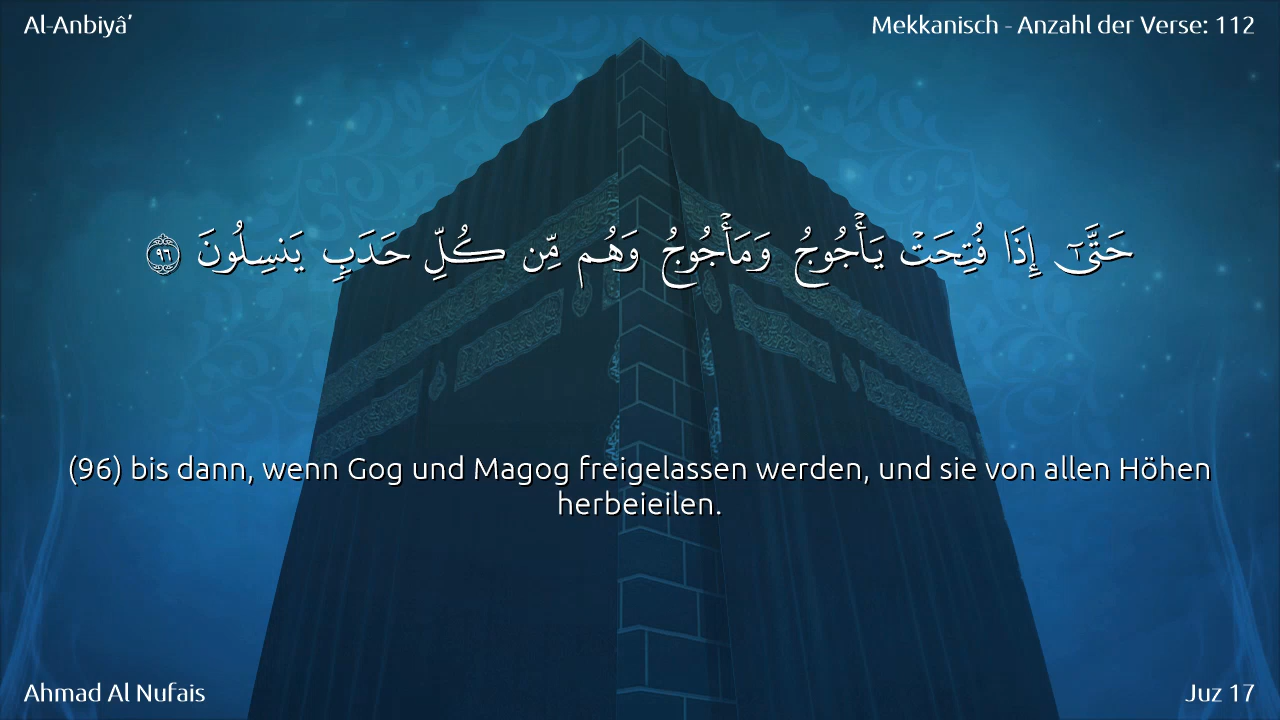 Al-Anbiyâ’
Mekkanisch - Anzahl der Verse: 112
حَتَّىٰٓ إِذَا فُتِحَتْ يَأْجُوجُ وَمَأْجُوجُ وَهُم مِّن كُلِّ حَدَبٍ يَنسِلُونَ ٩٦
(96) bis dann, wenn Gog und Magog freigelassen werden, und sie von allen Höhen
herbeieilen.
Ahmad Al Nufais
Juz 17